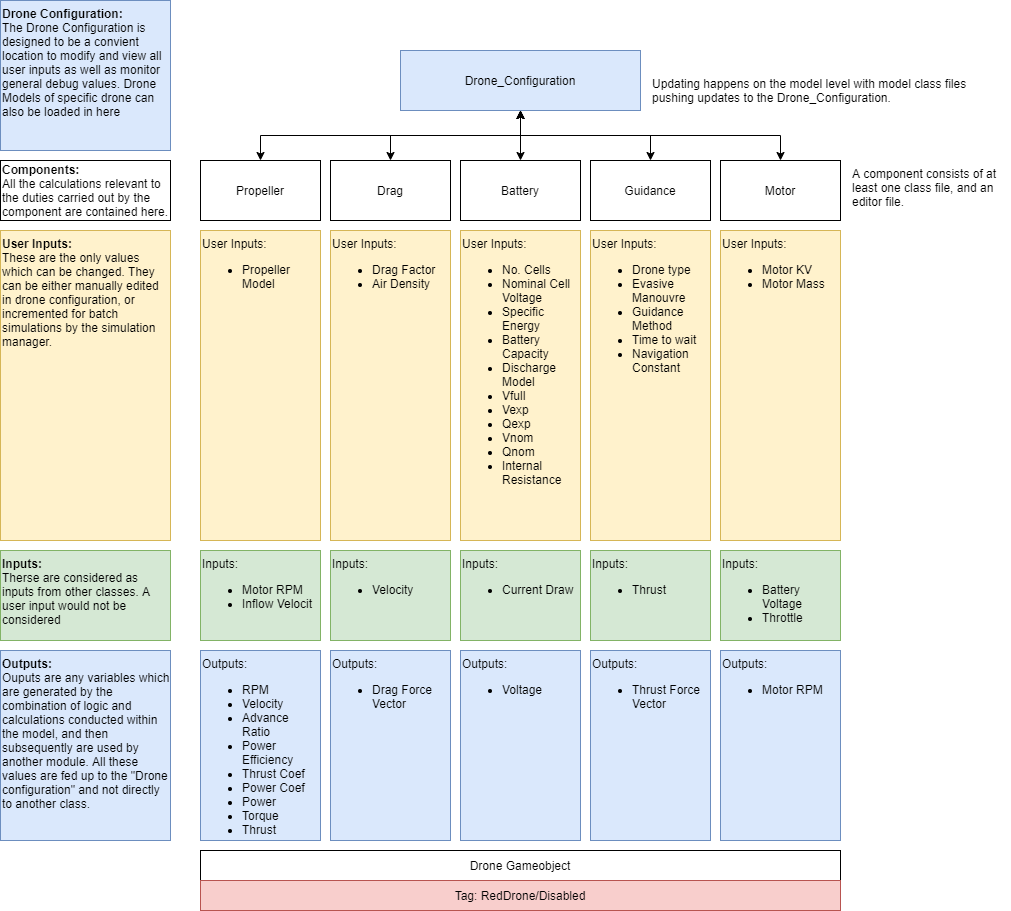 Drone Configuration:
The Drone Configuration is
designed to be a convient
location to modify and view all
user inputs as well as monitor
general debug values. Drone
Models of specific drone can
also be loaded in here
Drone_Configuration
Updating happens on the model level with model class files
pushing updates to the Drone_Configuration.
Components:
All the calculations relevant to
the duties carried out by the
component are contained here.
Propeller
Drag
Battery
Guidance
Motor
A component consists of at
least one class file, and an
editor file.
User Inputs:
These are the only values
which can be changed. They
can be either manually edited
in drone configuration, or
incremented for batch
simulations by the simulation
manager.
User Inputs:
• Propeller
Model
User Inputs:
• Drag Factor
• Air Density
User Inputs:
• No. Cells
• Nominal Cell
Voltage
• Specific
Energy
• Battery
Capacity
• Discharge
Model
• Vfull
• Vexp
• Qexp
• Vnom
• Qnom
• Internal
Resistance
User Inputs:
• Drone type
• Evasive
Manouvre
• Guidance
Method
• Time to wait
• Navigation
Constant
User Inputs:
• Motor KV
• Motor Mass
Inputs:
Therse are considered as
inputs from other classes. A
user input would not be
considered
Inputs:
• Motor RPM
• Inflow Velocit
Inputs:
• Velocity
Inputs:
• Current Draw
Inputs:
• Thrust
Inputs:
• Battery
Voltage
• Throttle
Outputs:
Ouputs are any variables which
are generated by the
combination of logic and
calculations conducted within
the model, and then
subsequently are used by
another module. All these
values are fed up to the "Drone
configuration" and not directly
to another class.
Outputs:
• RPM
• Velocity
• Advance
Ratio
• Power
Efficiency
• Thrust Coef
• Power Coef
• Power
• Torque
• Thrust
Outputs:
• Drag Force
Vector
Outputs:
• Voltage
Outputs:
• Thrust Force
Vector
Outputs:
• Motor RPM
Drone Gameobject
Tag: RedDrone/Disabled